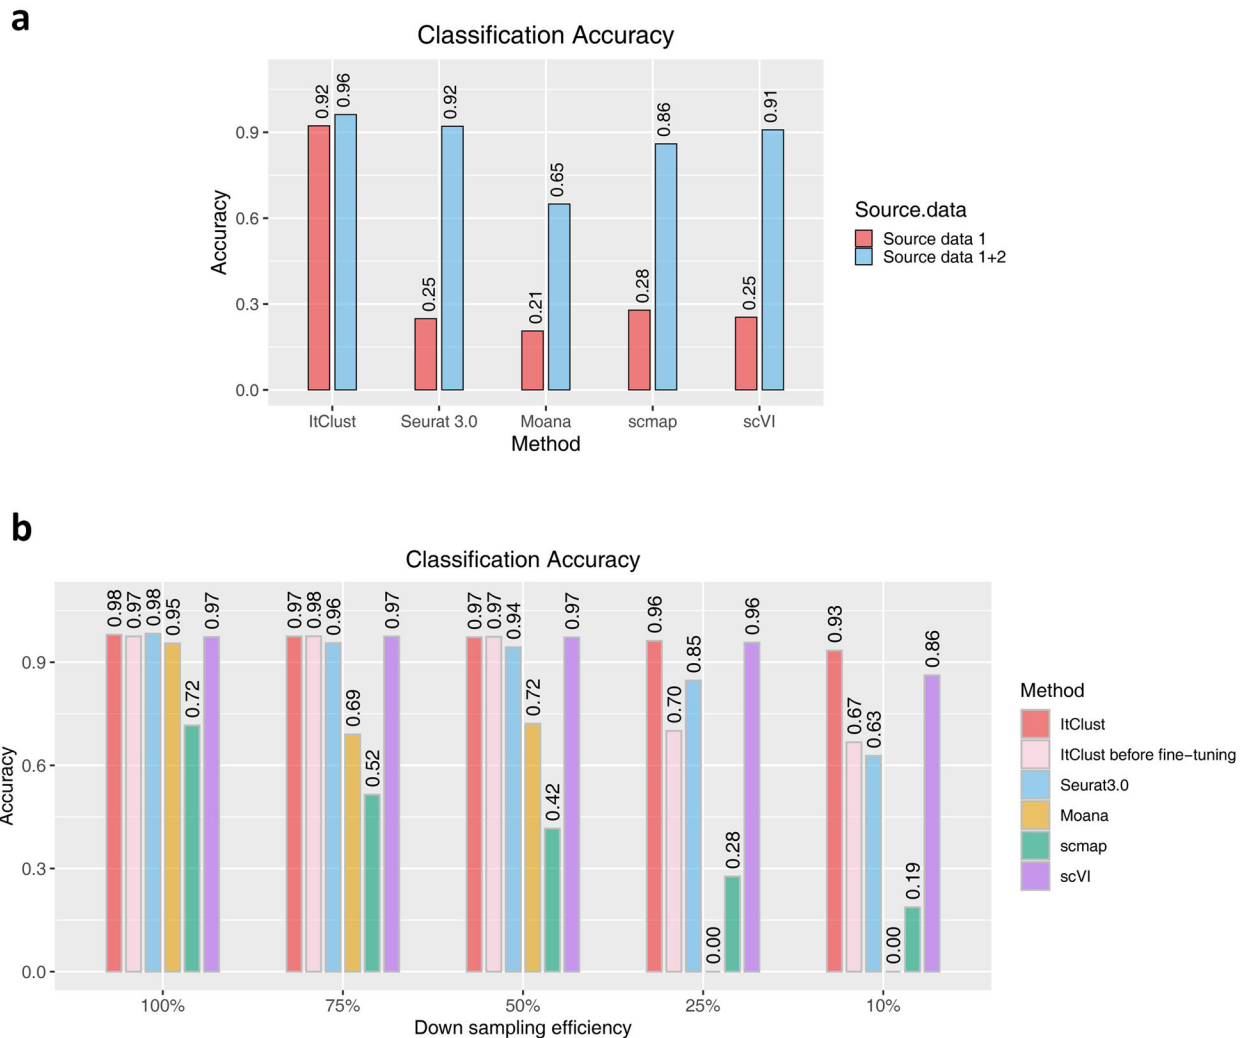 a
Classification Accuracy
0.92 0.96 0.25 0.92 0.21 0.65 0.28 0.86 0.25 0.91
Accuracy
0.9
0.6
0.3
0.0
ItClust Seurat 3.0 Moana scmap scVI
Method
Source.data
Source data 1
Source data 1+2
b
Classification Accuracy
0.98 0.97 0.98 0.95 0.72 0.97 0.97 0.98 0.96 0.69 0.52 0.97 0.97 0.97 0.94 0.72 0.42 0.97 0.96 0.70 0.85 0.00 0.28 0.96 0.93 0.67 0.63 0.00 0.19 0.86
Accuracy
0.9
0.6
0.3
0.0
100% 75% 50% 25% 10%
Down sampling efficiency
Method
ItClust
ItClust before fine-tuning
Seurat3.0
Moana
scmap
scVI